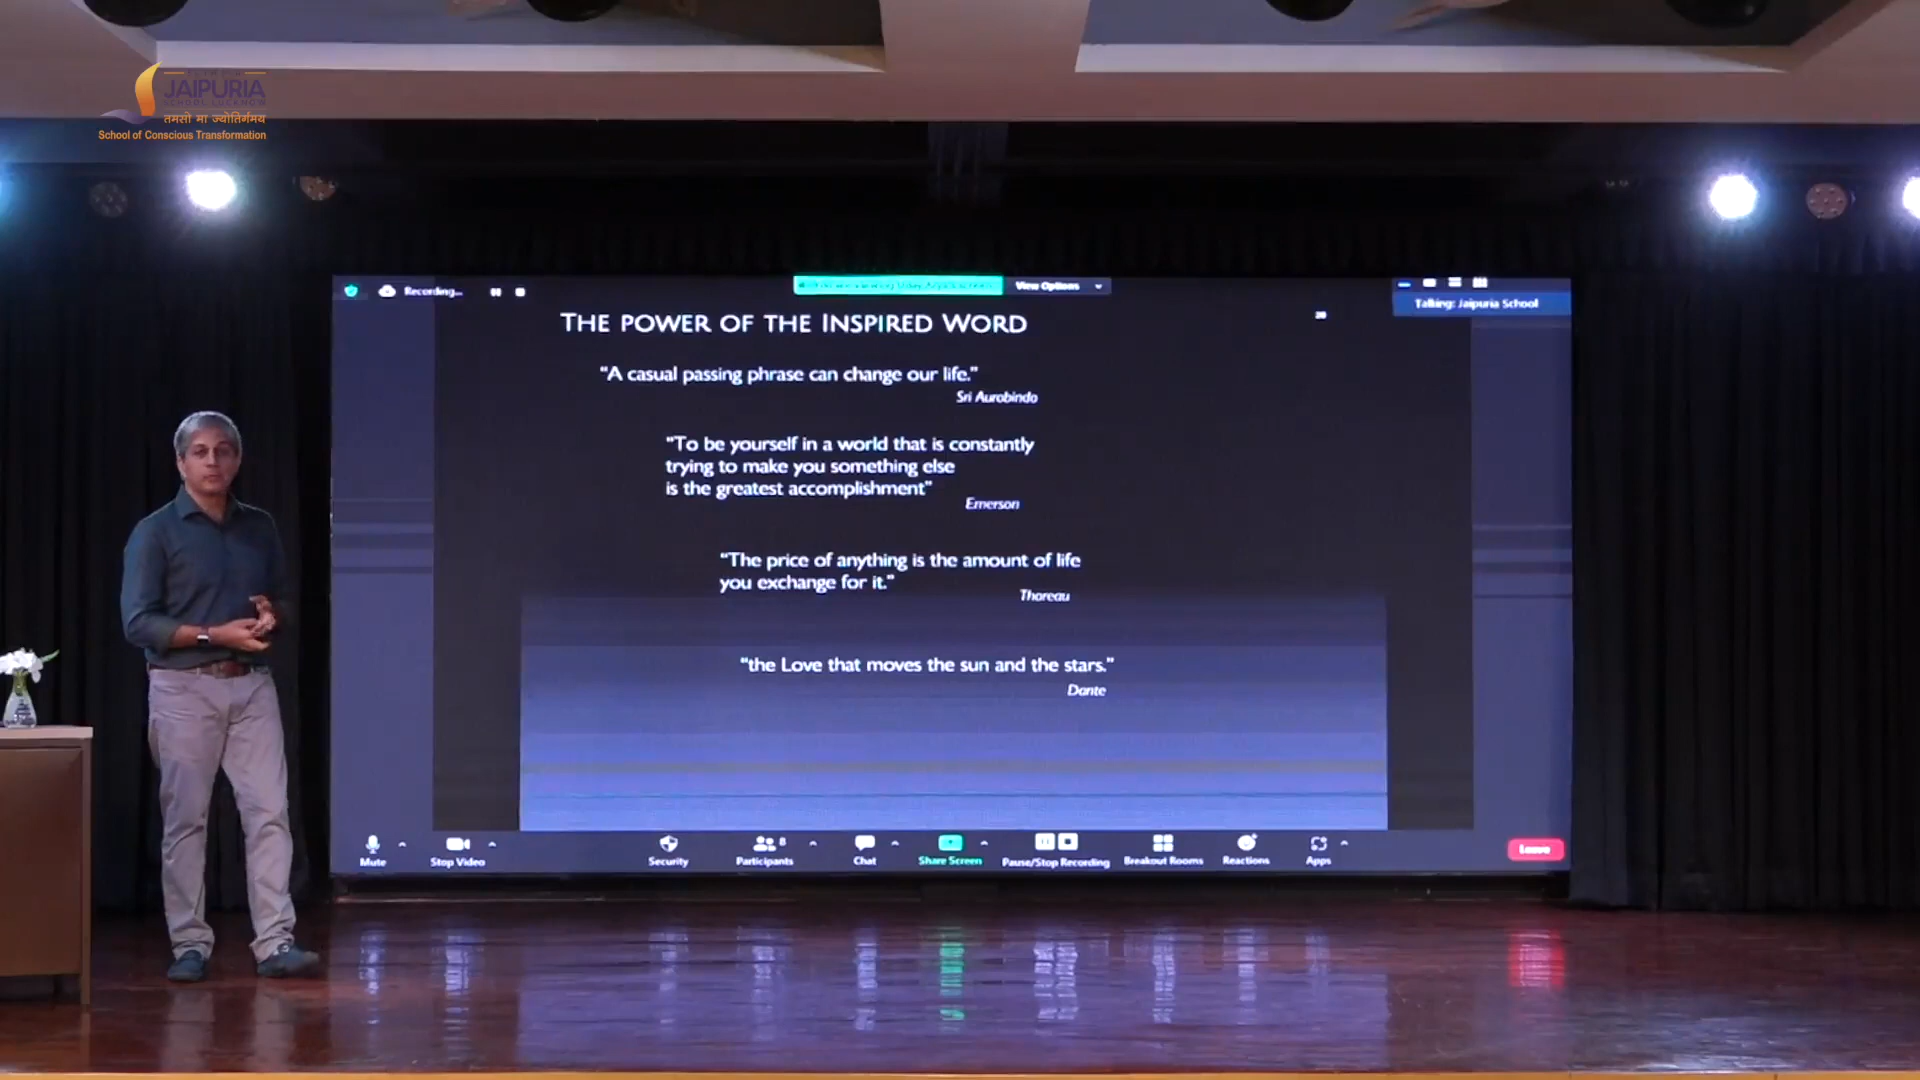 JAIPURIA
SCHOOL LUCKNOW
तमसो मा ज्योतिर्गमय
School of Conscious Transformation
Recording...
View Options
Talking: Jaipuria School
THE POWER OF THE INSPIRED WORD
"A casual passing phrase can change our life."
Sri Aurobindo
"To be yourself in a world that is constantly
trying to make you something else
is the greatest accomplishment"
Emerson
"The price of anything is the amount of life
you exchange for it."
Thoreau
"the Love that moves the sun and the stars."
Dante
Mute
Stop Video
Security
Participants
8
Chat
Share Screen
Pause/Stop Recording
Breakout Rooms
Reactions
Apps
Leave